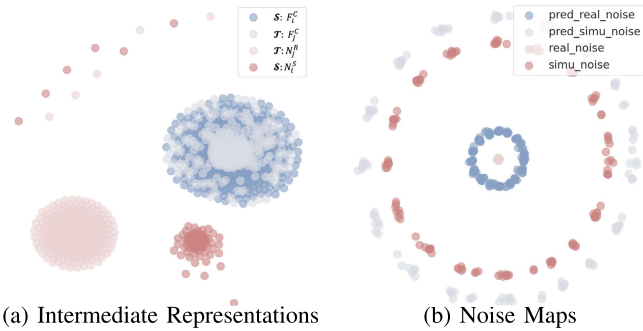 𝓢: F_i^C
𝓣: F_j^C
𝓣: N_j^R
𝓢: N_i^S
pred_real_noise
pred_simu_noise
real_noise
simu_noise
(a) Intermediate Representations
(b) Noise Maps